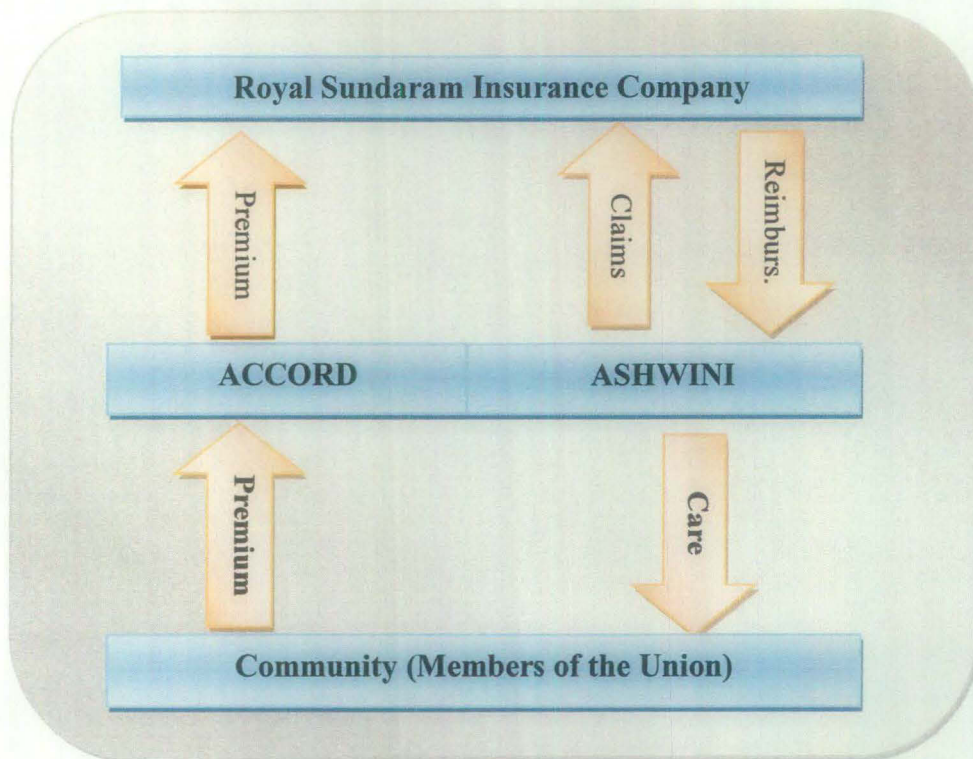 Royal Sundaram Insurance Company
Premium
Claims
Reimburs.
ACCORD
ASHWINI
Premium
Care
Community (Members of the Union)